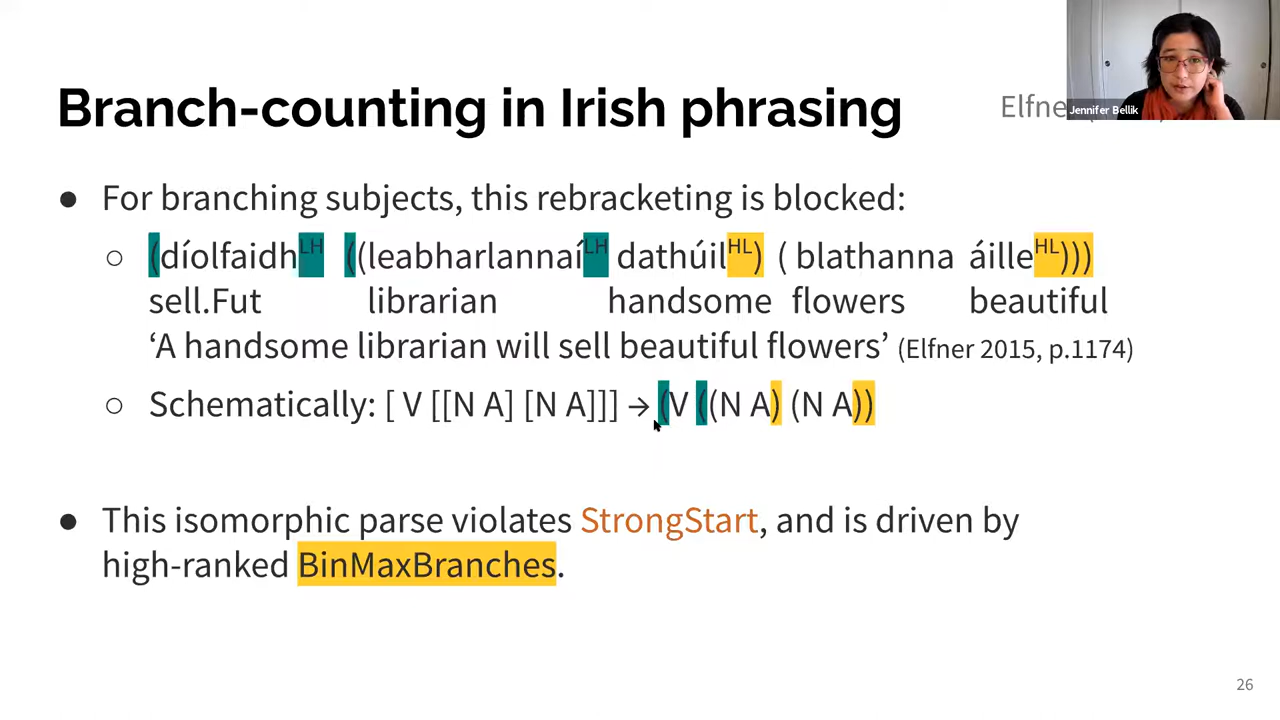 Branch-counting in Irish phrasing
Elfne
Jennifer Bellik
● For branching subjects, this rebracketing is blocked:
○ (díolfaidhLH ((leabharlannaíLH dathúilHL) ( blathanna áilleHL)))
sell.Fut librarian handsome flowers beautiful
‘A handsome librarian will sell beautiful flowers’ (Elfner 2015, p.1174)
○ Schematically: [ V [[N A] [N A]]] → (V ((N A) (N A))
● This isomorphic parse violates StrongStart, and is driven by
high-ranked BinMaxBranches.
26